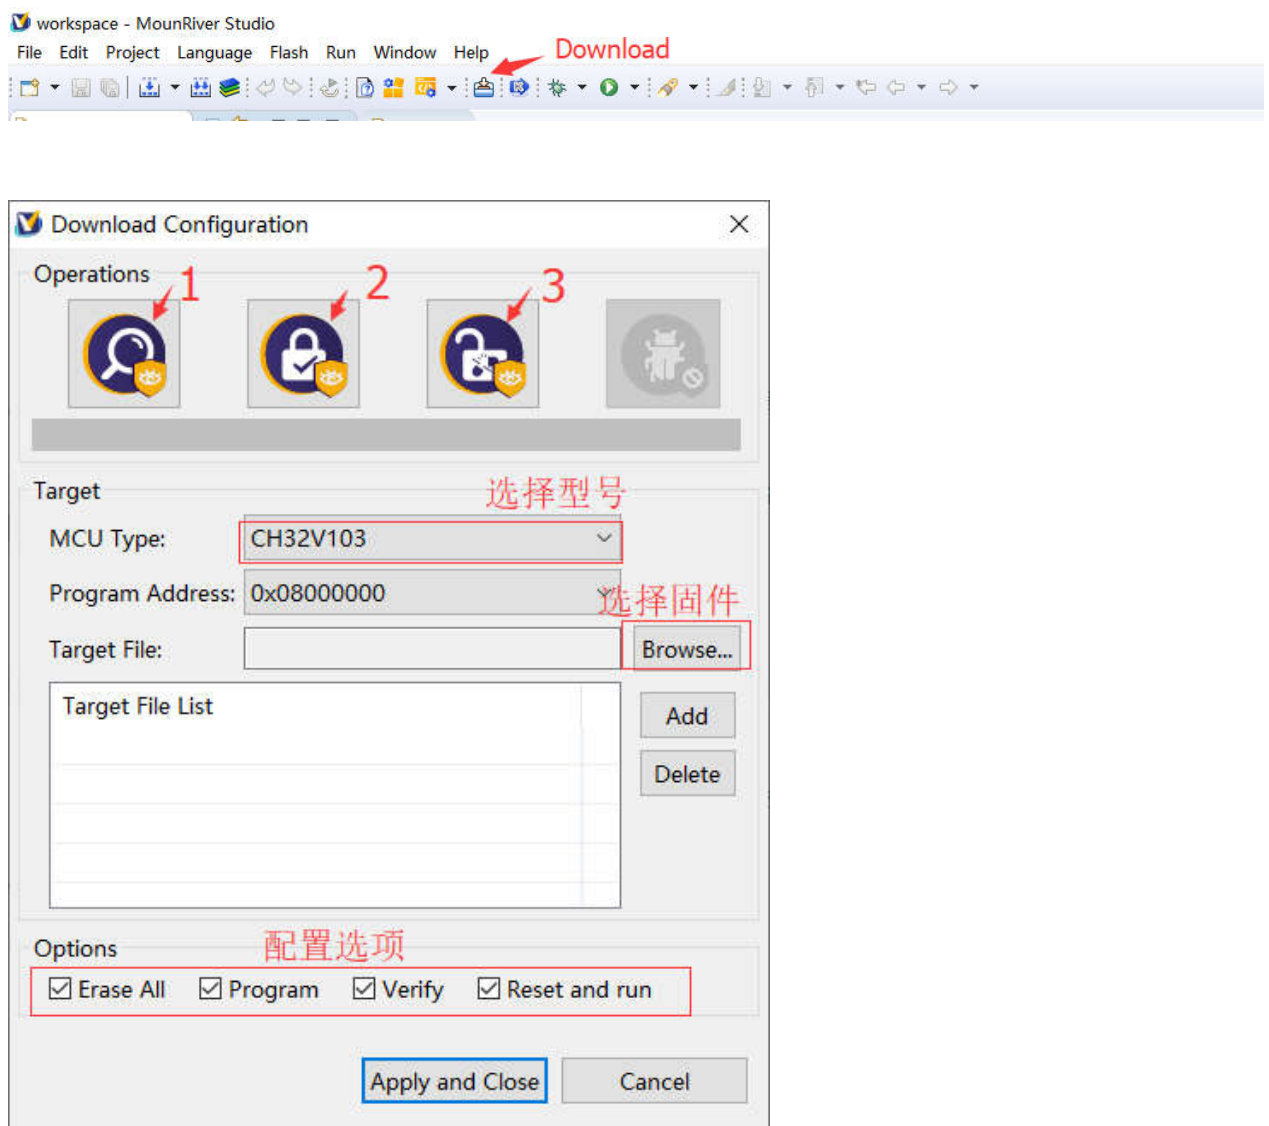 workspace - MounRiver Studio
File Edit Project Language Flash Run Window Help
Download
Download Configuration
Operations
1
2
3
Target
选择型号
MCU Type:
CH32V103
Program Address:
0x08000000
选择固件
Target File:
Browse...
Target File List
Add
Delete
Options
配置选项
Erase All Program Verify Reset and run
Apply and Close
Cancel